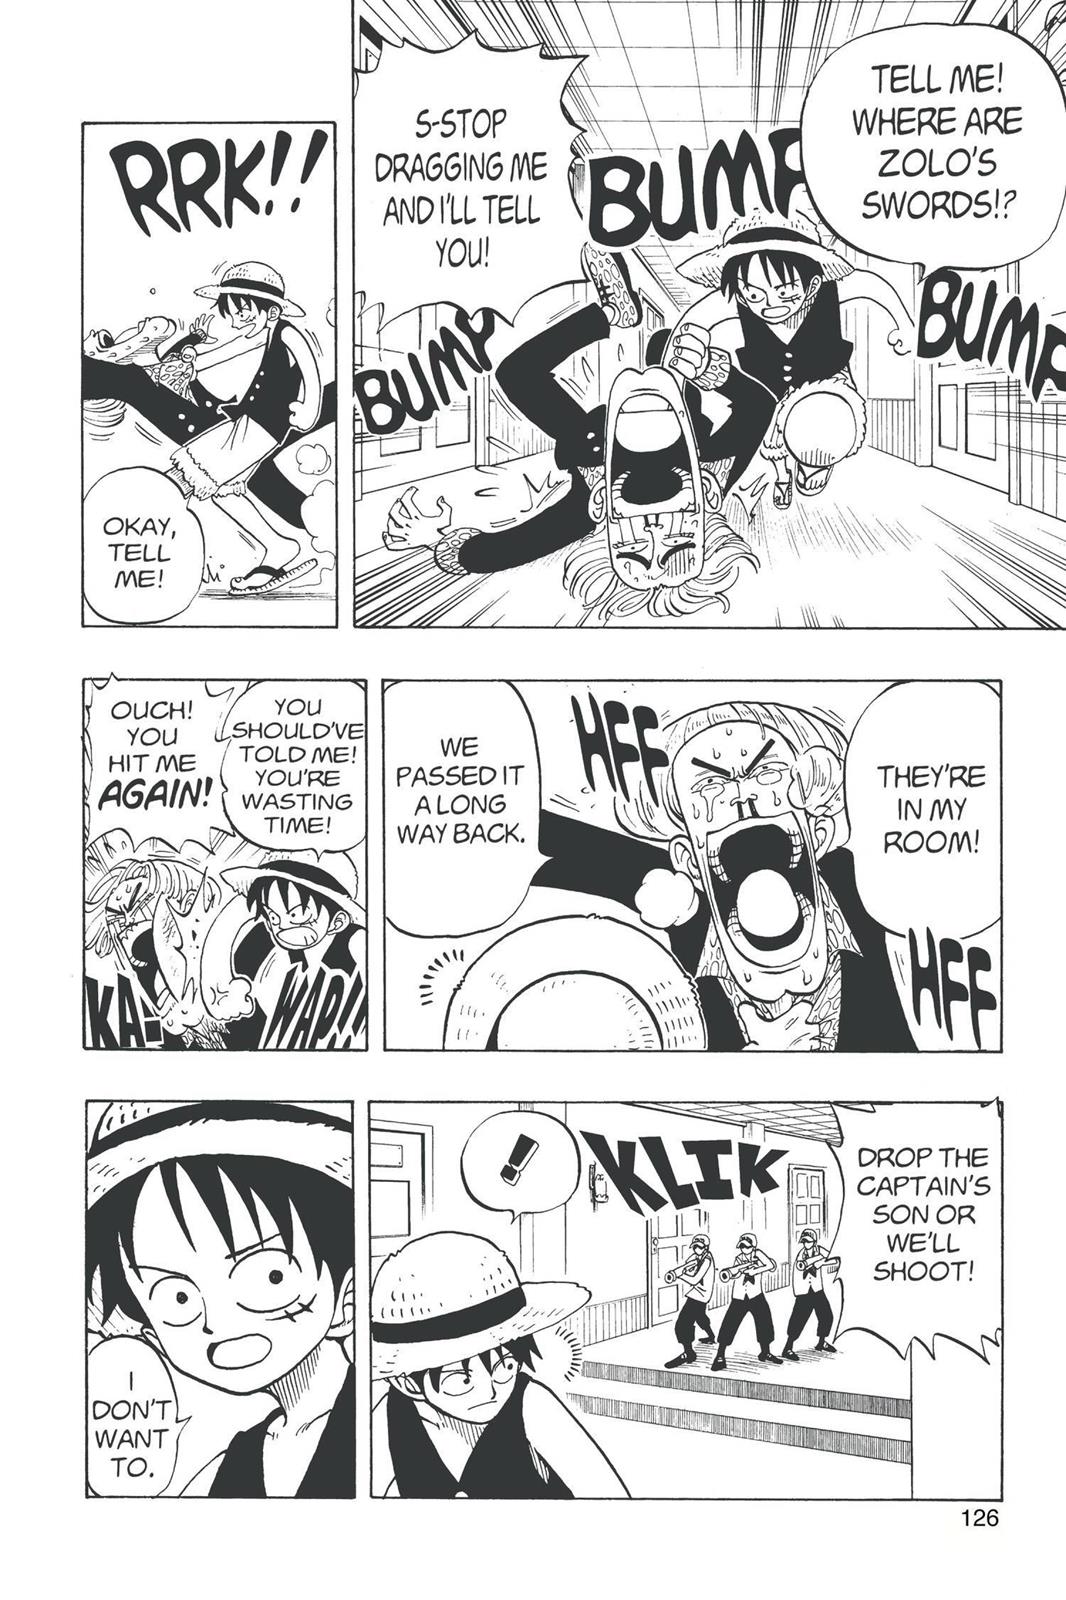 TELL ME!
WHERE ARE
ZOLO'S
SWORDS!?
BUMP
BUMP
S-STOP
DRAGGING ME
AND I'LL TELL
YOU!
BUMP
RRK!!
OKAY,
TELL
ME!
THEY'RE
IN MY
ROOM!
HFF
HFF
WE
PASSED IT
A LONG
WAY BACK.
YOU
SHOULD'VE
TOLD ME!
YOU'RE
WASTING
TIME!
OUCH!
YOU
HIT ME
AGAIN!
KA-
WAP!!
DROP THE
CAPTAIN'S
SON OR
WE'LL
SHOOT!
KLIK
!
I
DON'T
WANT
TO.
126